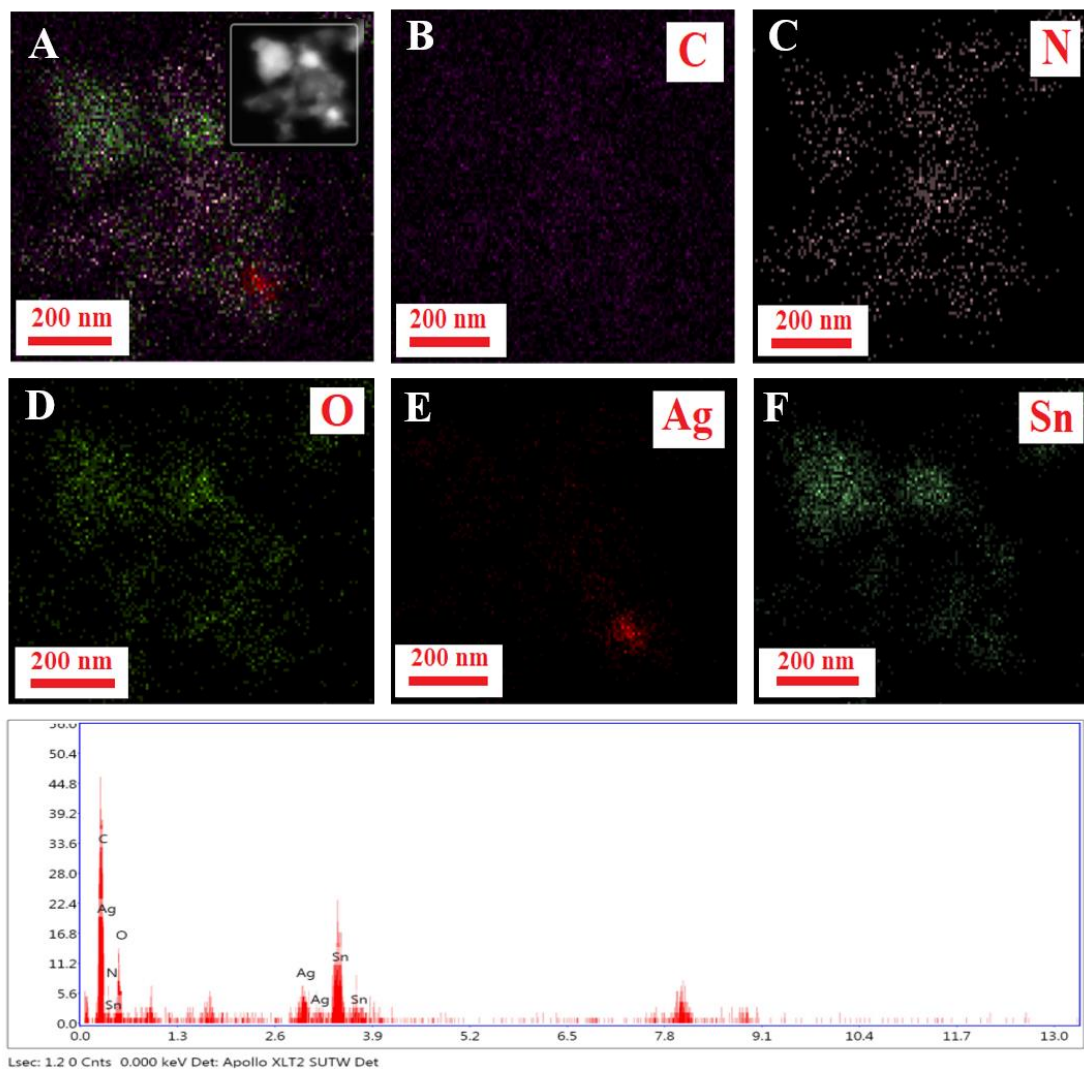 A
B
C
C
N
200 nm
200 nm
200 nm
D
O
E
Ag
F
Sn
200 nm
200 nm
200 nm
56.0
50.4
44.8
39.2
33.6
28.0
22.4
16.8
11.2
5.6
0.0
C
Ag
O
N
Sn
Ag
Ag
Sn
Sn
0.0 1.3 2.6 3.9 5.2 6.5 7.8 9.1 10.4 11.7 13.0
Lsec: 1.2 0 Cnts 0.000 keV Det: Apollo XLT2 SUTW Det